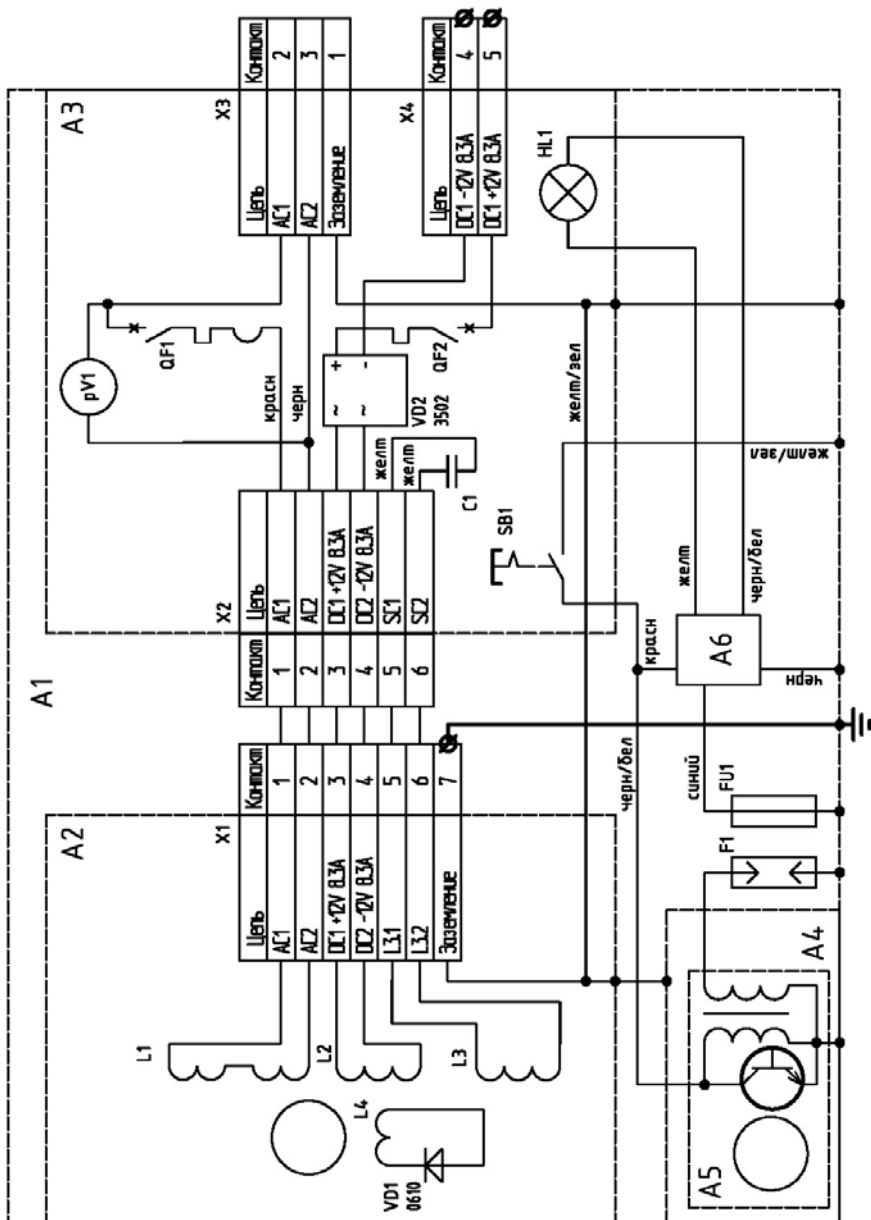 A1
A2
A3
L1
L2
L3
L4
VD1
0610
X1
Цепь Контакт
AC1 1
AC2 2
DC1 +12V 8.3A 3
DC2 -12V 8.3A 4
L3.1 5
L3.2 6
Заземление 7
X2
Контакт Цепь
1 AC1
2 AC2
3 DC1 +12V 8.3A
4 DC2 -12V 8.3A
5 SC1
6 SC2
pV1
QF1
красн
черн
~ +
~ -
VD2
3502
QF2
желт
желт
C1
X3
Цепь Контакт
AC1 2
AC2 3
Заземление 1
X4
Цепь Контакт
DC1 -12V 8.3A 4
DC1 +12V 8.3A 5
HL1
SB1
желт/зел
желт/зел
черн/бел
красн
желт
черн/бел
синий
A6
черн
F1
FU1
A4
A5